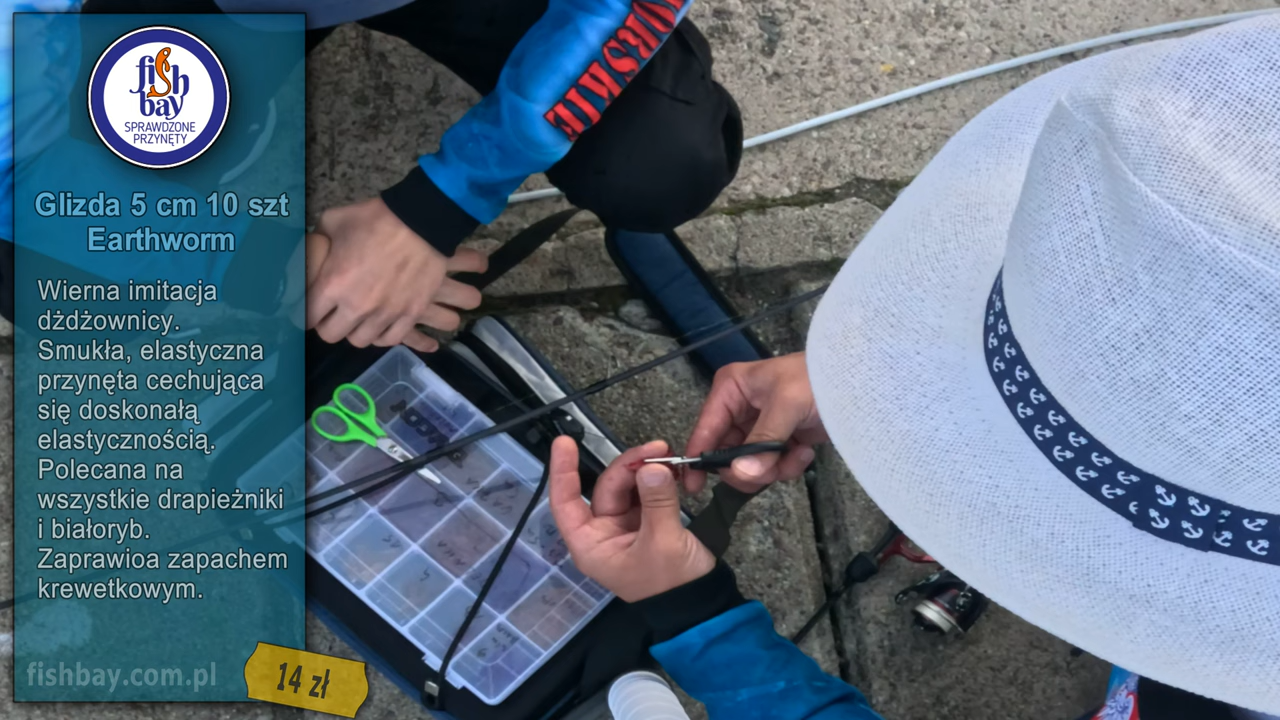 fish
bay
SPRAWDZONE
PRZYNĘTY
Glizda 5 cm 10 szt
Earthworm
Wierna imitacja
dżdżownicy.
Smukła, elastyczna
przynęta cechująca
się doskonałą
elastycznością.
Polecana na
wszystkie drapieżniki
i białoryb.
Zaprawioa zapachem
krewetkowym.
fishbay.com.pl
14 zł
ORSKIE